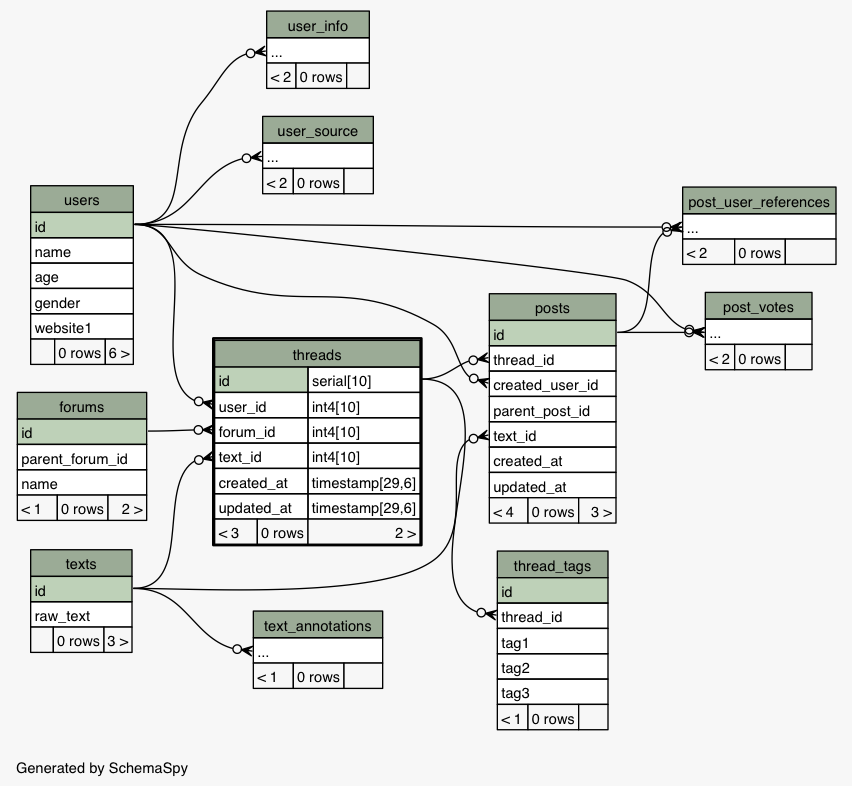 user_info
...
< 2 0 rows
user_source
...
< 2 0 rows
users
id
name
age
gender
website1
0 rows 6 >
post_user_references
...
< 2 0 rows
posts
id
thread_id
created_user_id
parent_post_id
text_id
created_at
updated_at
< 4 0 rows 3 >
post_votes
...
< 2 0 rows
threads
id serial[10]
user_id int4[10]
forum_id int4[10]
text_id int4[10]
created_at timestamp[29,6]
updated_at timestamp[29,6]
< 3 0 rows 2 >
forums
id
parent_forum_id
name
< 1 0 rows 2 >
texts
id
raw_text
0 rows 3 >
thread_tags
id
thread_id
tag1
tag2
tag3
< 1 0 rows
text_annotations
...
< 1 0 rows
Generated by SchemaSpy